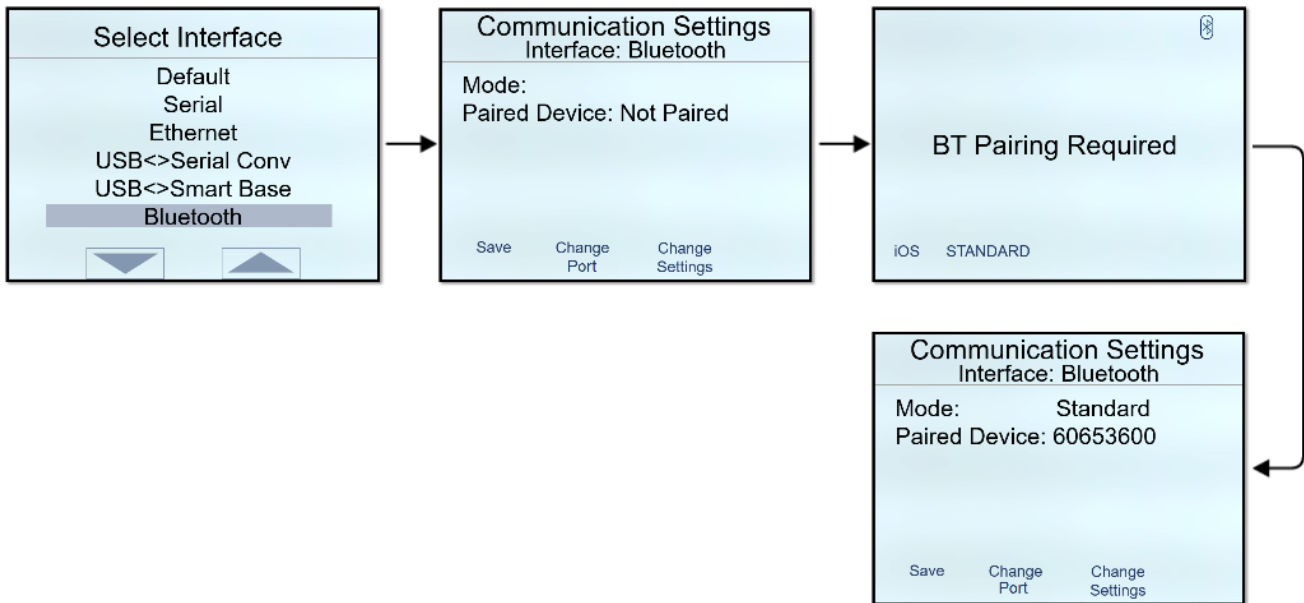 Select Interface
Default
Serial
Ethernet
USB<>Serial Conv
USB<>Smart Base
Bluetooth
Communication Settings
Interface: Bluetooth
Mode:
Paired Device: Not Paired
Save Change Change
Port Settings
BT Pairing Required
iOS STANDARD
Communication Settings
Interface: Bluetooth
Mode: Standard
Paired Device: 60653600
Save Change Change
Port Settings